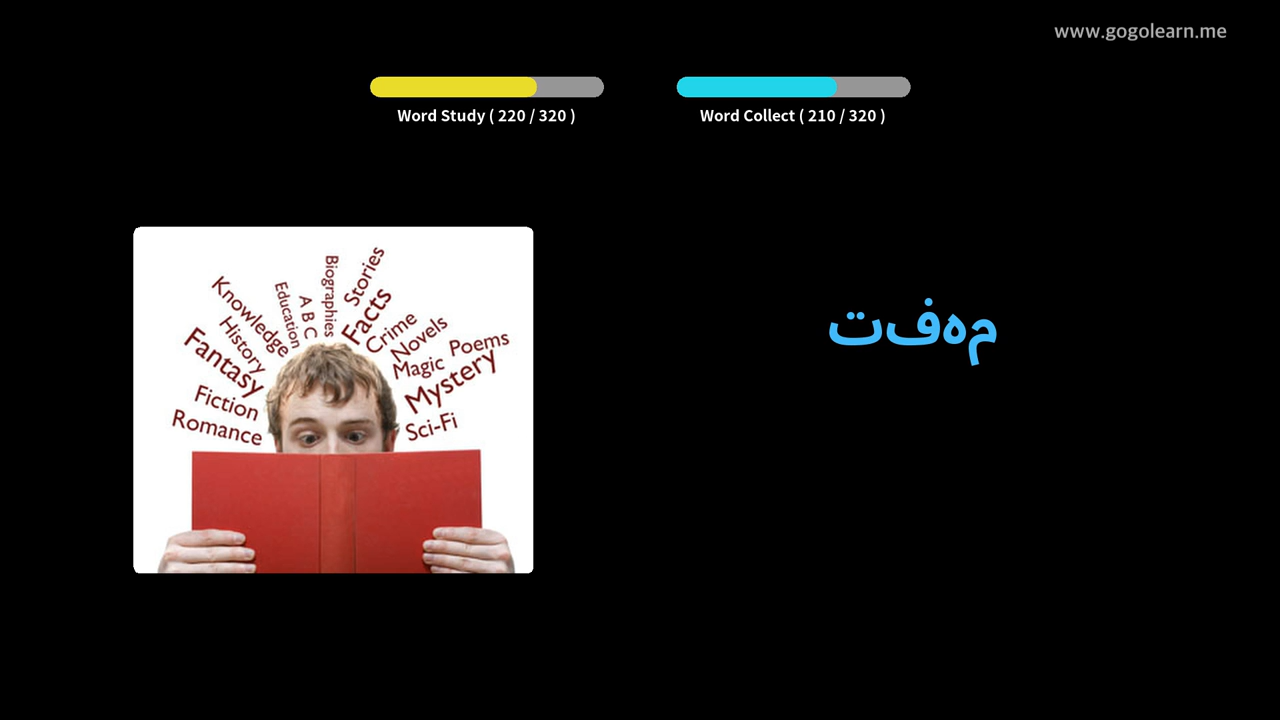 www.gogolearn.me
Word Study ( 220 / 320 )
Word Collect ( 210 / 320 )
Biographies
Stories
Education
A B C
Facts
Knowledge
Crime
History
Novels
Fantasy
Magic
Poems
Mystery
Fiction
Romance
Sci-Fi
مهفت